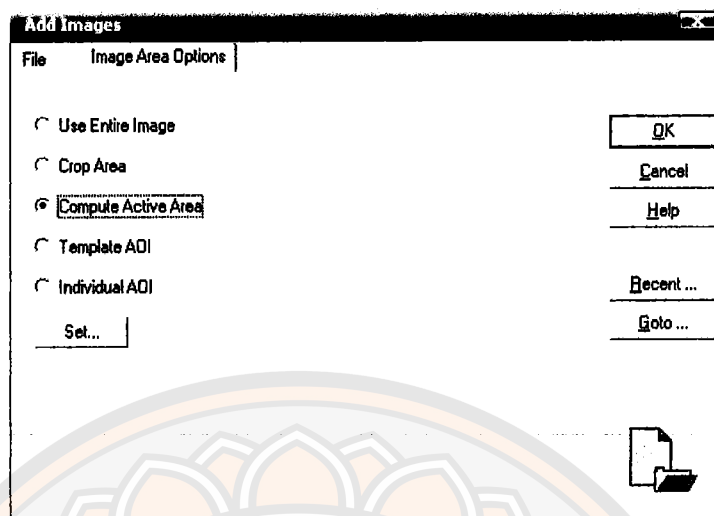 Add Images
File
Image Area Options
Use Entire Image
Crop Area
Compute Active Area
Template AOI
Individual AOI
Set...
OK
Cancel
Help
Recent ...
Goto ...